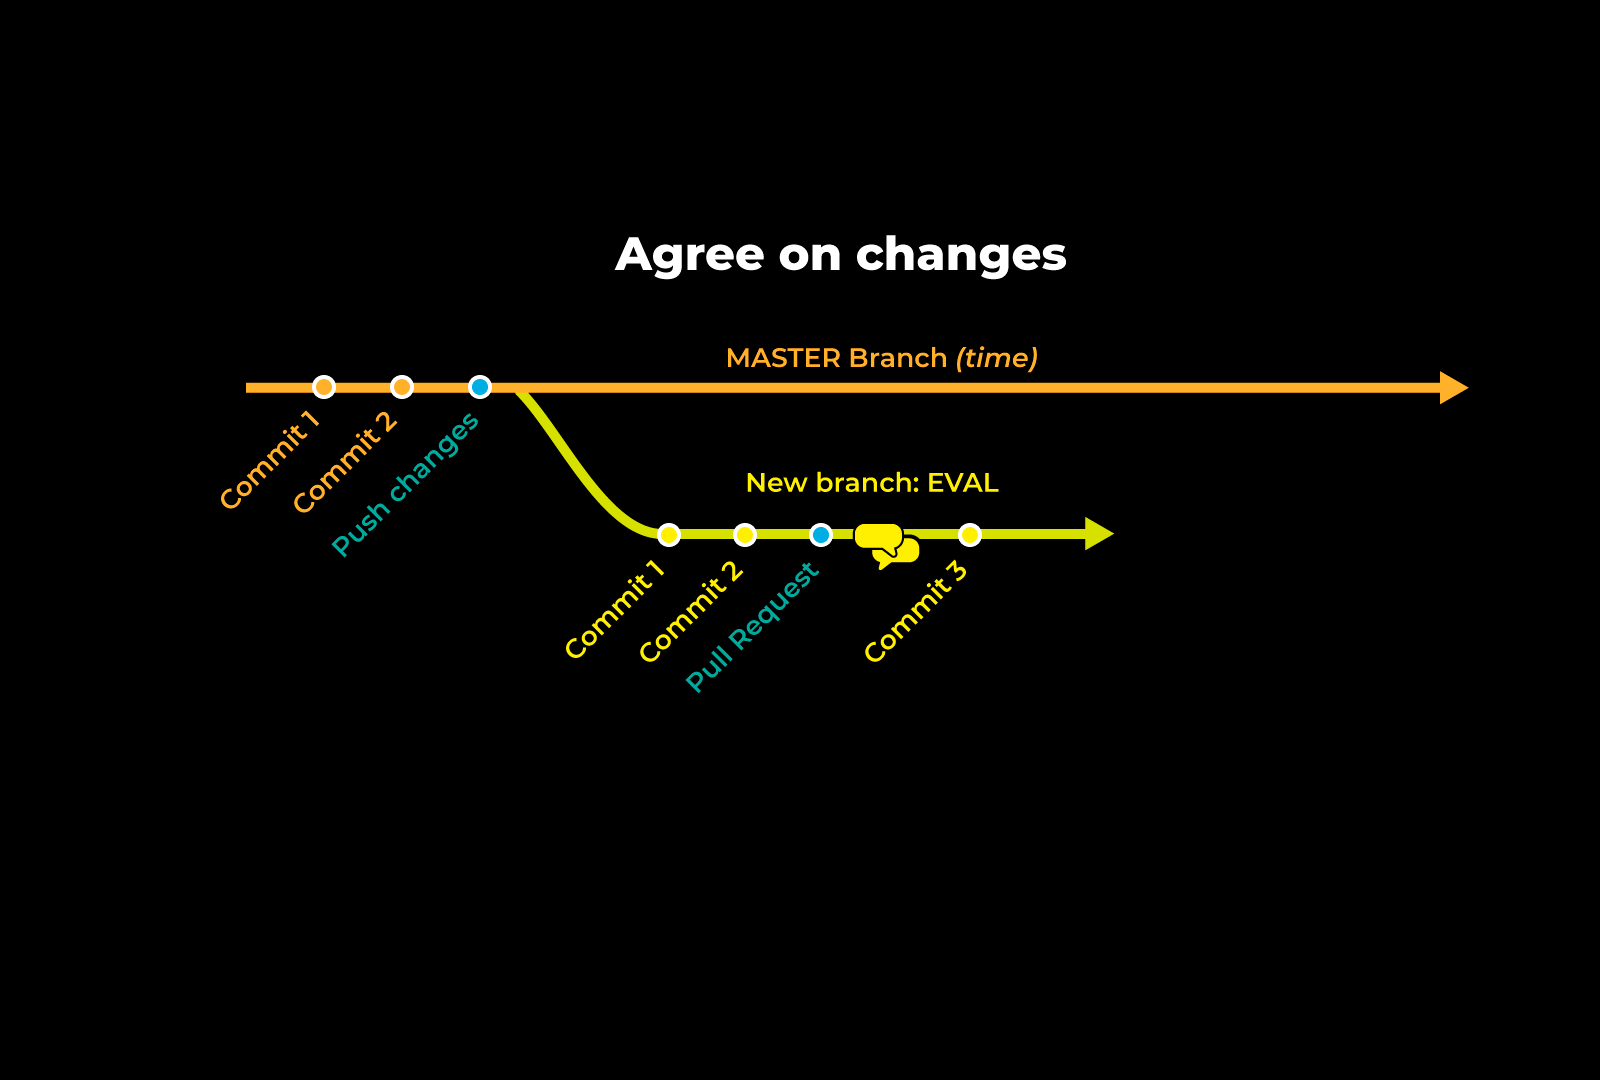 Agree on changes
MASTER Branch (time)
Commit 1
Commit 2
Push changes
New branch: EVAL
Commit 1
Commit 2
Pull Request
Commit 3